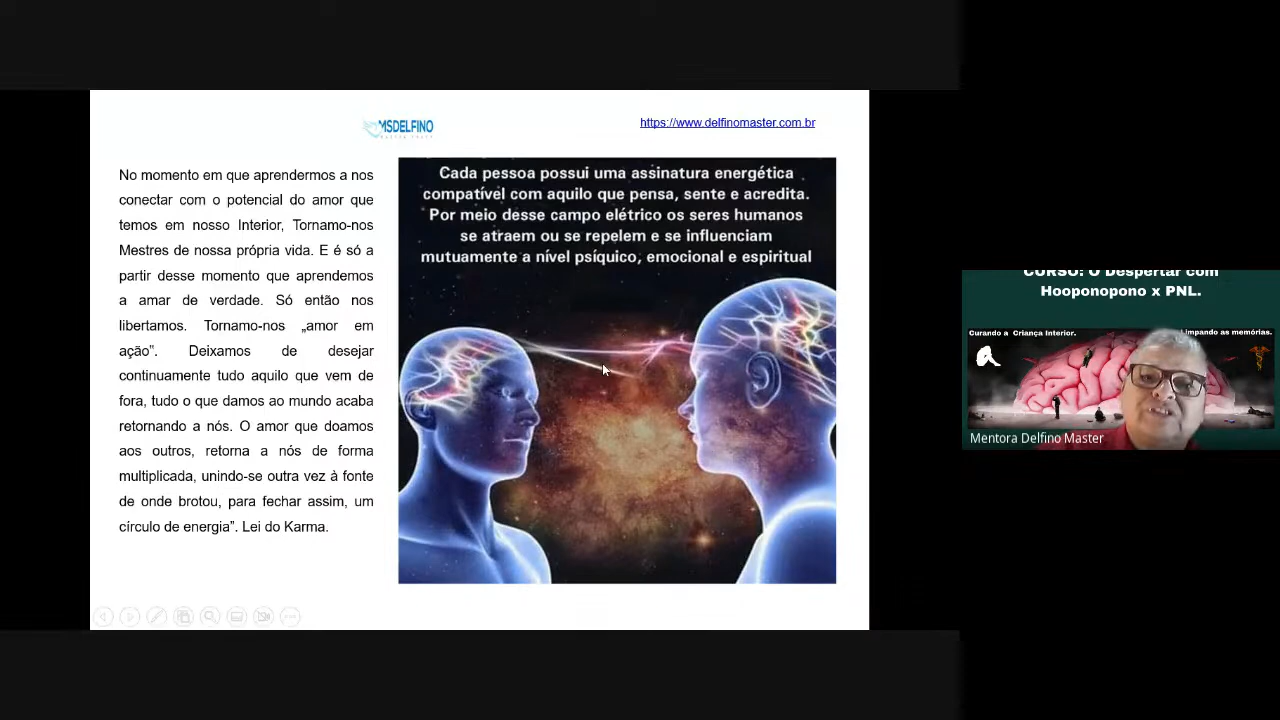 MSDELFINO
https://www.delfinomaster.com.br
No momento em que aprendermos a nos
conectar com o potencial do amor que
temos em nosso Interior, Tornamo-nos
Mestres de nossa própria vida. E é só a
partir desse momento que aprendemos
a amar de verdade. Só então nos
libertamos. Tornamo-nos „amor em
ação‟. Deixamos de desejar
continuamente tudo aquilo que vem de
fora, tudo o que damos ao mundo acaba
retornando a nós. O amor que doamos
aos outros, retorna a nós de forma
multiplicada, unindo-se outra vez à fonte
de onde brotou, para fechar assim, um
círculo de energia”. Lei do Karma.
Cada pessoa possui uma assinatura energética
compatível com aquilo que pensa, sente e acredita.
Por meio desse campo elétrico os seres humanos
se atraem ou se repelem e se influenciam
mutuamente a nível psíquico, emocional e espiritual
CURSO: O Despertar com
Hooponopono x PNL.
Curando a Criança Interior.
Limpando as memórias.
Mentora Delfino Master